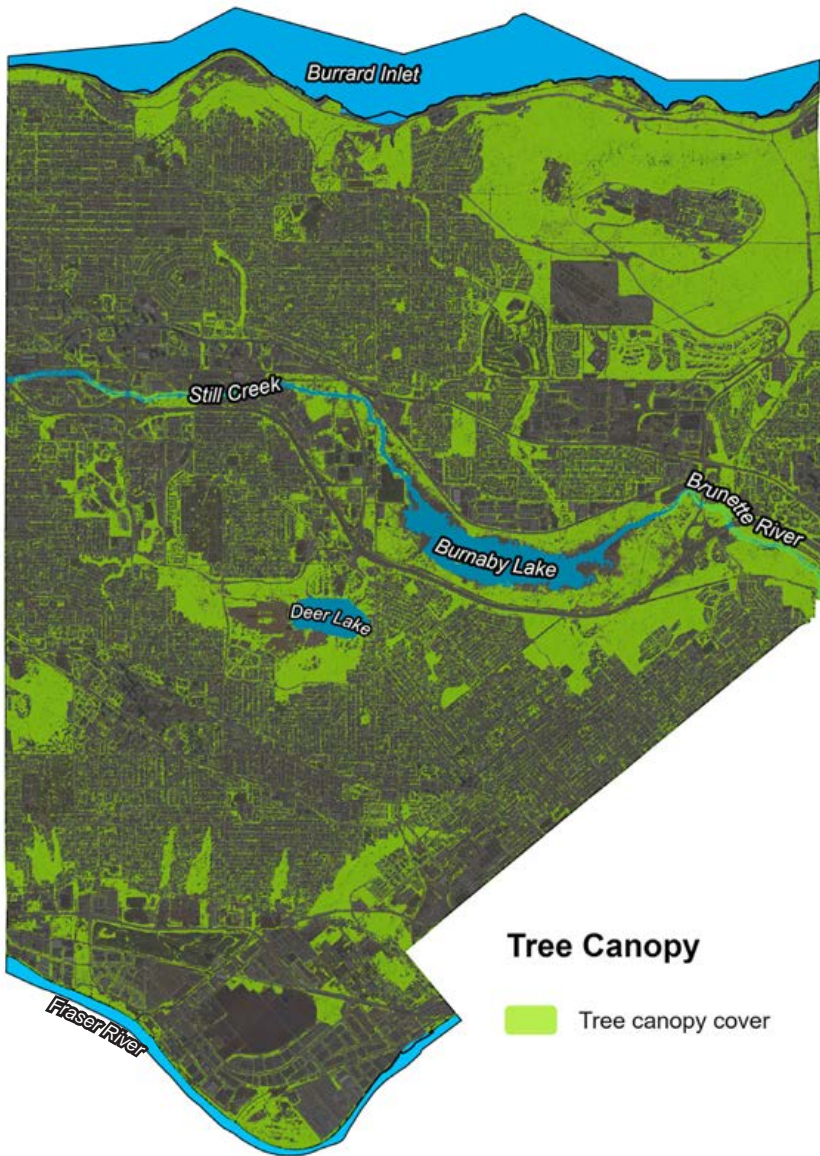 Burrard Inlet
Still Creek
Brunette River
Burnaby Lake
Deer Lake
Tree Canopy
Tree canopy cover
Fraser River